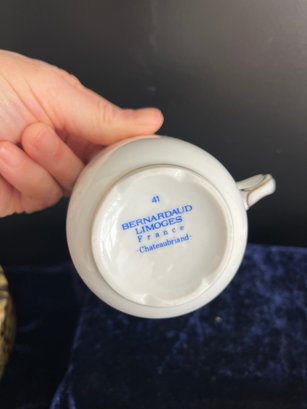 41
BERNARDAUD
LIMOGES
France
-Chateaubriand-